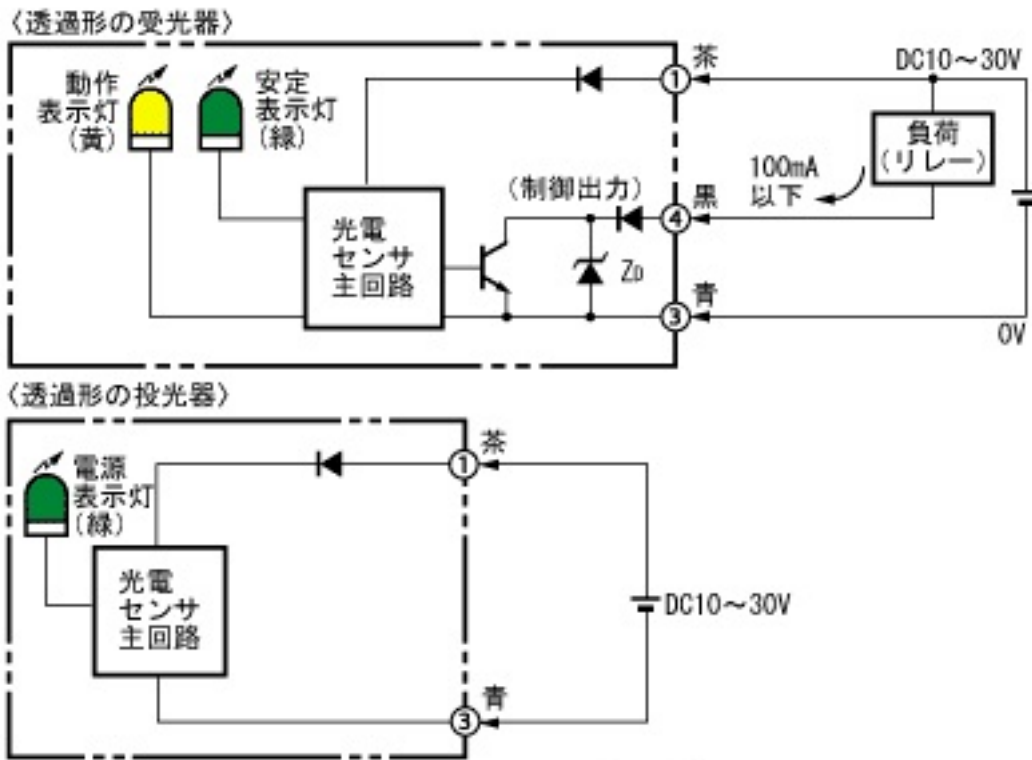 〈透過形の受光器〉
動作
表示灯
(黄)
安定
表示灯
(緑)
光電
センサ
主回路
(制御出力)
ZD
① 茶
④ 黒
③ 青
100mA
以下
DC10～30V
負荷
(リレー)
0V
〈透過形の投光器〉
電源
表示灯
(緑)
光電
センサ
主回路
① 茶
③ 青
DC10～30V